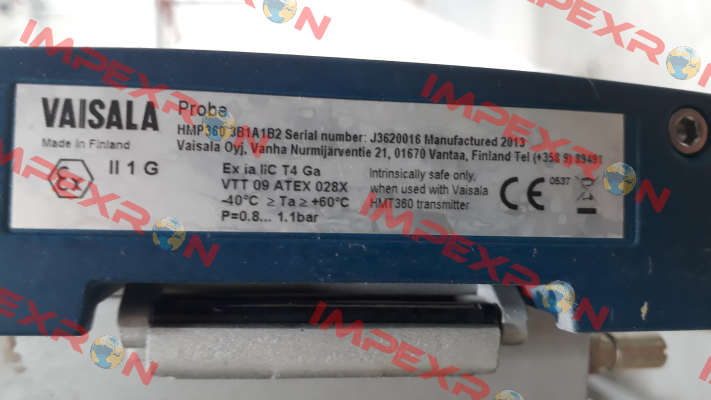 VAISALA
Made in Finland
Probe
HMP360 3B1A1B2 Serial number: J3620016 Manufactured 2013
Vaisala Oyj, Vanha Nurmijärventie 21, 01670 Vantaa, Finland Tel (+358 9) 89491
Ex
II 1 G
Ex ia IIC T4 Ga
VTT 09 ATEX 028X
-40°C ≥ Ta ≥ +60°C
P=0.8... 1.1bar
Intrinsically safe only,
when used with Vaisala
HMT360 transmitter
CE 0537
IMPEXRON
IMPEXRON
IMPEXRON
IMPEXRON
IMPEXRON
IMPEXRON